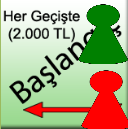 Her Geçişte
(2.000 TL)
Başlangıç